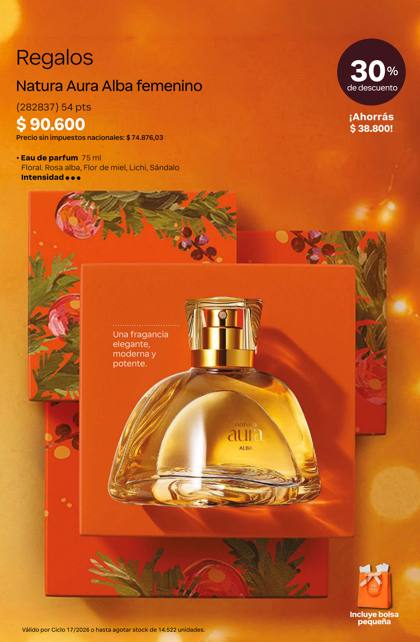 Regalos
Natura Aura Alba femenino
(282837) 54 pts
$ 90.600
Precio sin impuestos nacionales: $ 74.876,03
• Eau de parfum 75 ml
Floral. Rosa alba, Flor de miel, Lichi, Sándalo
Intensidad ●●●
30% 
de descuento
¡Ahorrás
$ 38.800!
Una fragancia
elegante,
moderna y
potente.
natura
aura
ALBA
Incluye bolsa
pequeña
Válido por Ciclo 17/2026 o hasta agotar stock de 14.522 unidades.